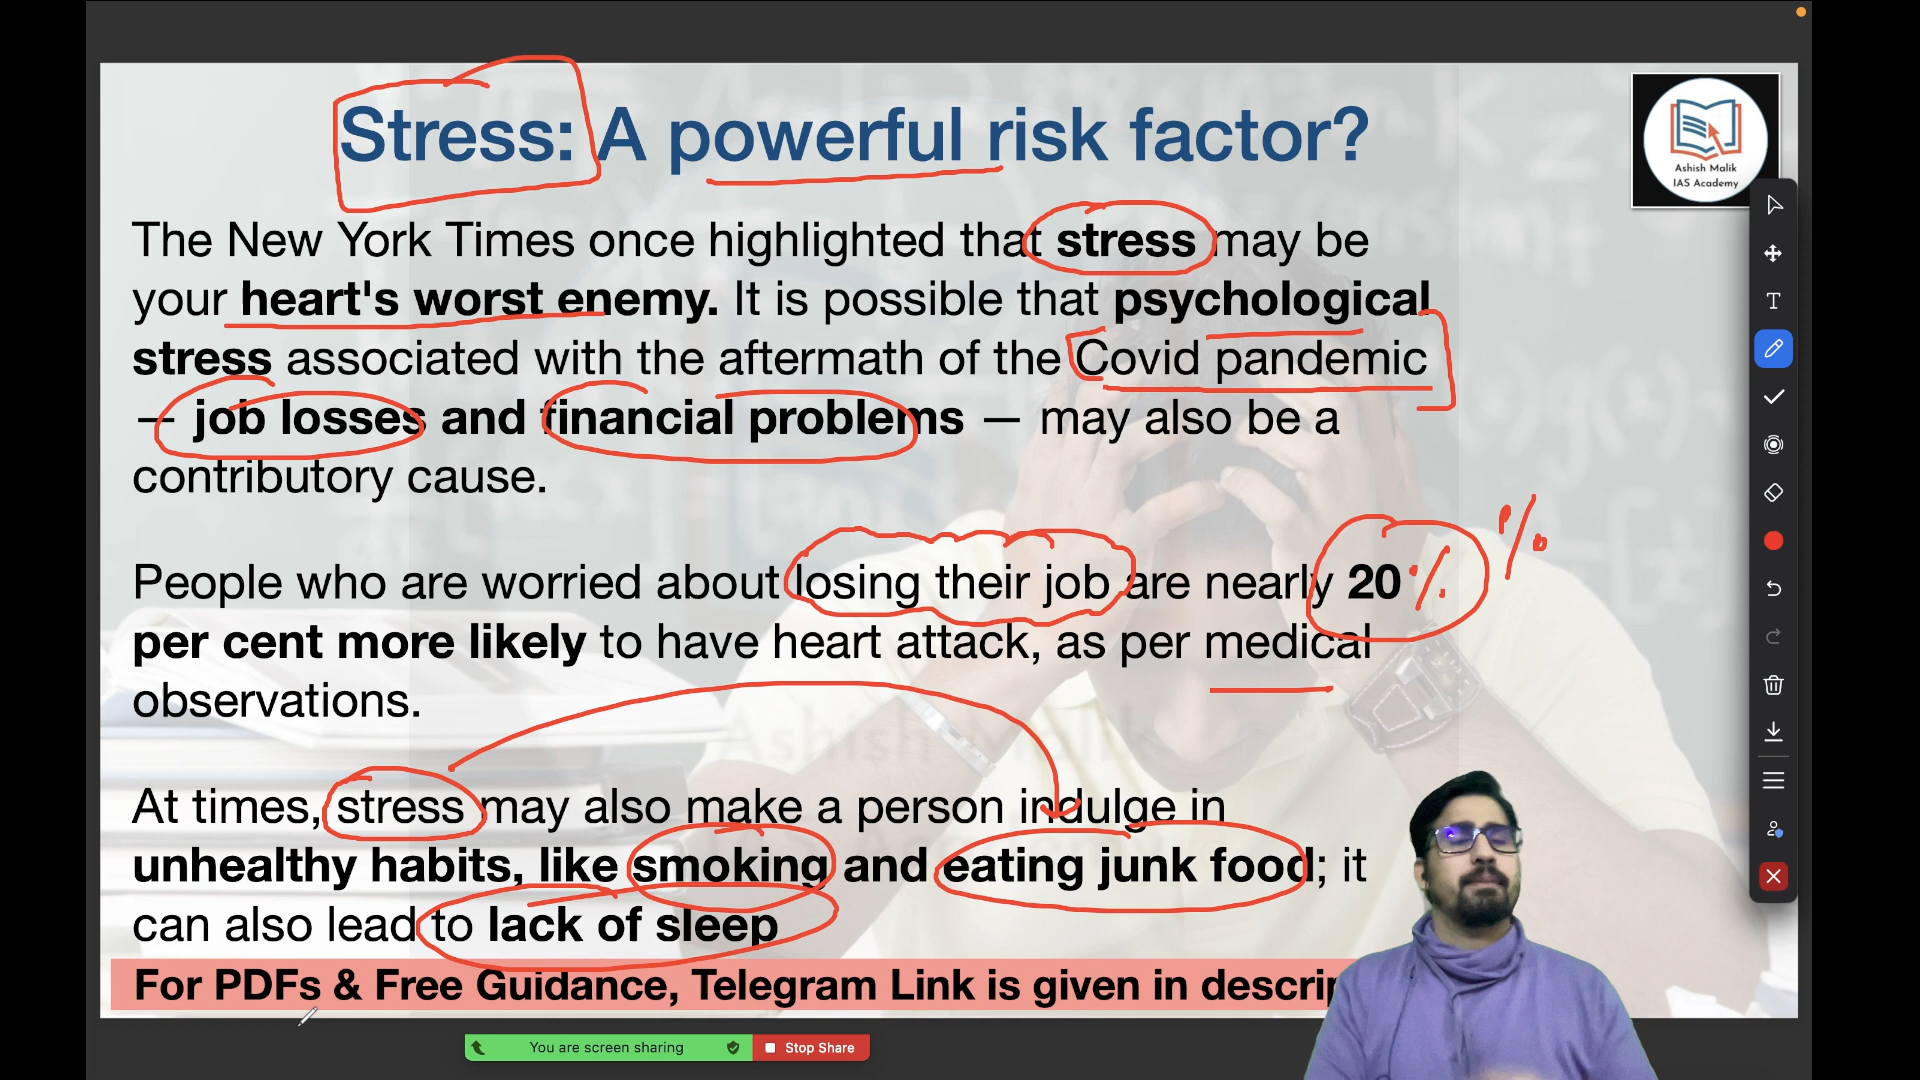 Stress: A powerful risk factor?
Ashish Malik
IAS Academy
The New York Times once highlighted that stress may be
your heart's worst enemy. It is possible that psychological
stress associated with the aftermath of the Covid pandemic
— job losses and financial problems — may also be a
contributory cause.
%
People who are worried about losing their job are nearly 20 %
per cent more likely to have heart attack, as per medical
observations.
At times, stress may also make a person indulge in
unhealthy habits, like smoking and eating junk food; it
can also lead to lack of sleep
For PDFs & Free Guidance, Telegram Link is given in descrip
You are screen sharing
Stop Share